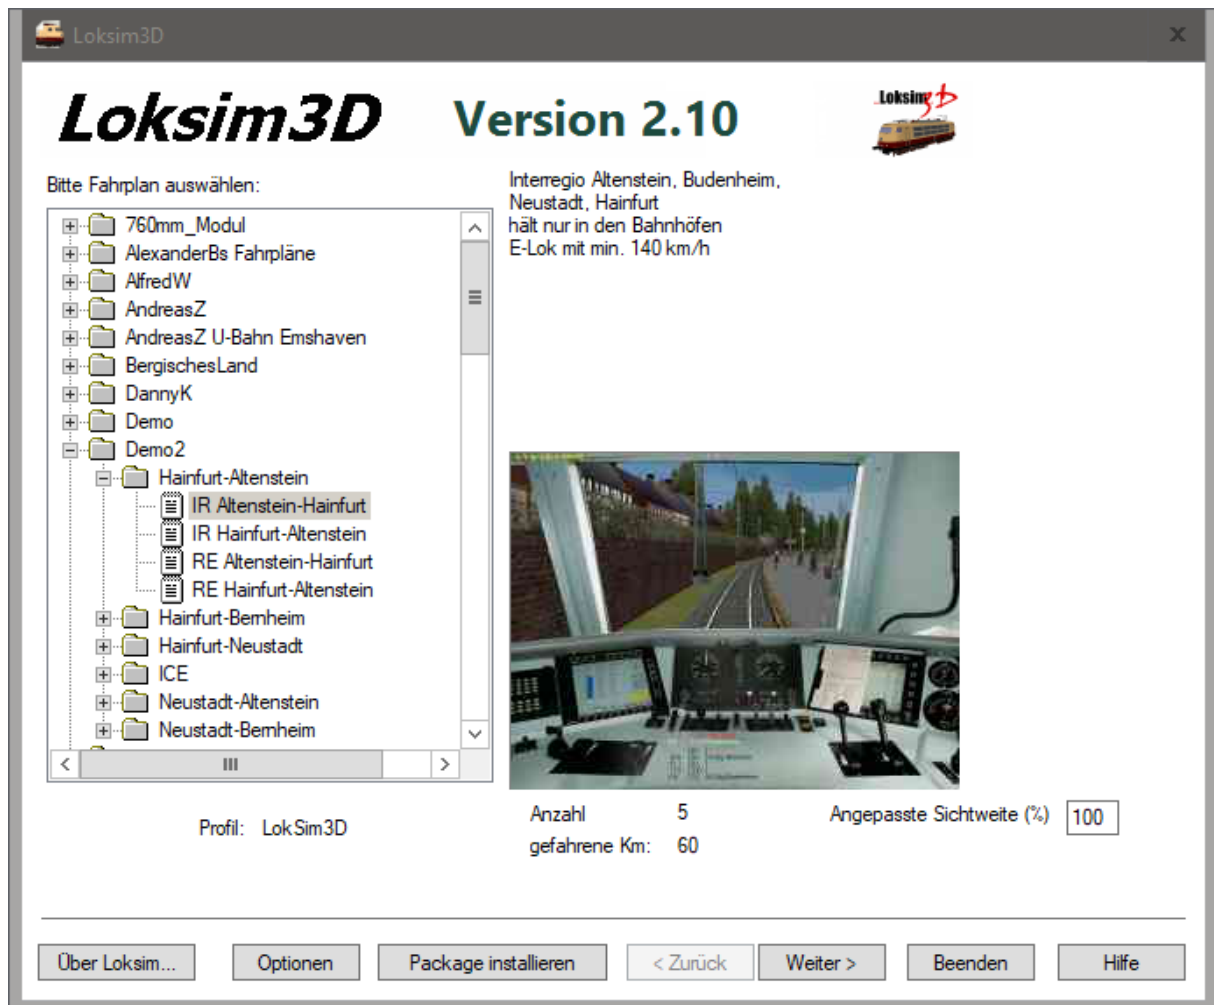 Loksim3D
x
Loksim3D
Version 2.10
Loksim3D
Bitte Fahrplan auswählen:
760mm_Modul
AlexanderBs Fahrpläne
AlfredW
AndreasZ
AndreasZ U-Bahn Emshaven
BergischesLand
DannyK
Demo
Demo2
Hainfurt-Altenstein
IR Altenstein-Hainfurt
IR Hainfurt-Altenstein
RE Altenstein-Hainfurt
RE Hainfurt-Altenstein
Hainfurt-Bernheim
Hainfurt-Neustadt
ICE
Neustadt-Altenstein
Neustadt-Bernheim
Interregio Altenstein, Budenheim,
Neustadt, Hainfurt
hält nur in den Bahnhöfen
E-Lok mit min. 140 km/h
Profil: LokSim3D
Anzahl 5
gefahrene Km: 60
Angepasste Sichtweite (%) 100
Über Loksim...
Optionen
Package installieren
< Zurück
Weiter >
Beenden
Hilfe